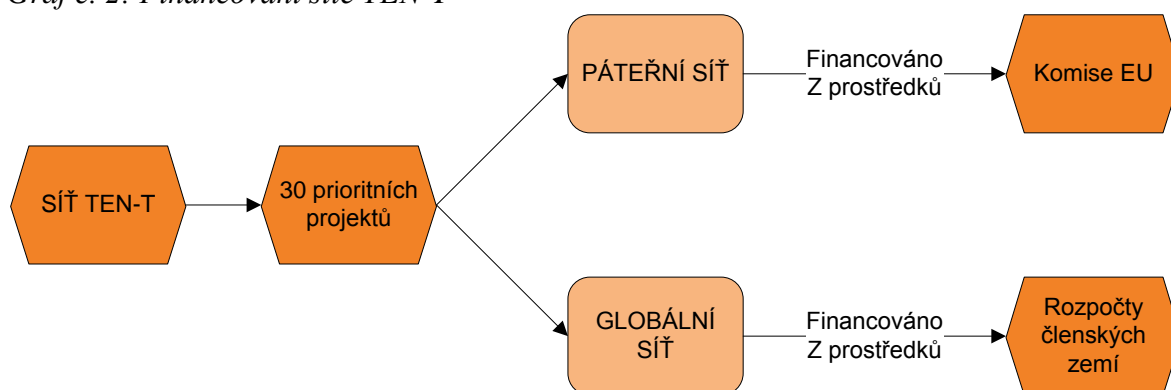 Graf č. 2: Financování sítě TEN-T
PÁTEŘNÍ SÍŤ
Financováno
Z prostředků
Komise EU
SÍŤ TEN-T
30 prioritních
projektů
GLOBÁLNÍ
SÍŤ
Financováno
Z prostředků
Rozpočty
členských
zemí